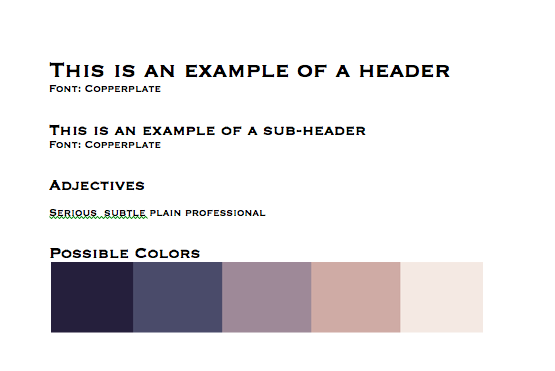 This is an example of a header
Font: Copperplate
This is an example of a sub-header
Font: Copperplate
Adjectives
Serious  subtle plain professional
Possible Colors